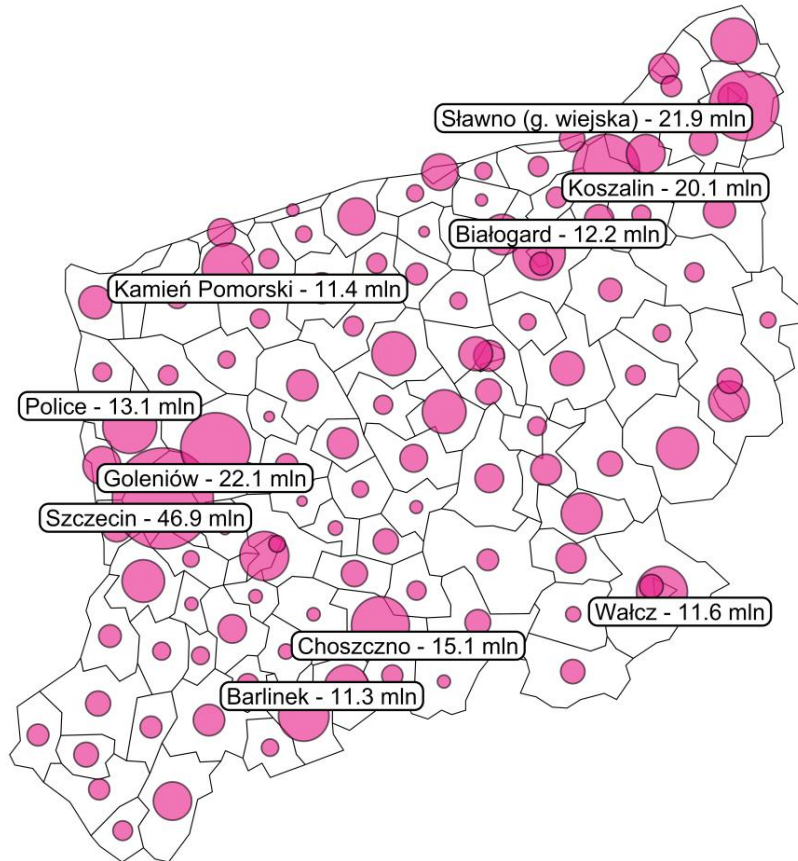 Sławno (g. wiejska) - 21.9 mln
Koszalin - 20.1 mln
Białogard - 12.2 mln
Kamień Pomorski - 11.4 mln
Police - 13.1 mln
Goleniów - 22.1 mln
Szczecin - 46.9 mln
Wałcz - 11.6 mln
Choszczno - 15.1 mln
Barlinek - 11.3 mln